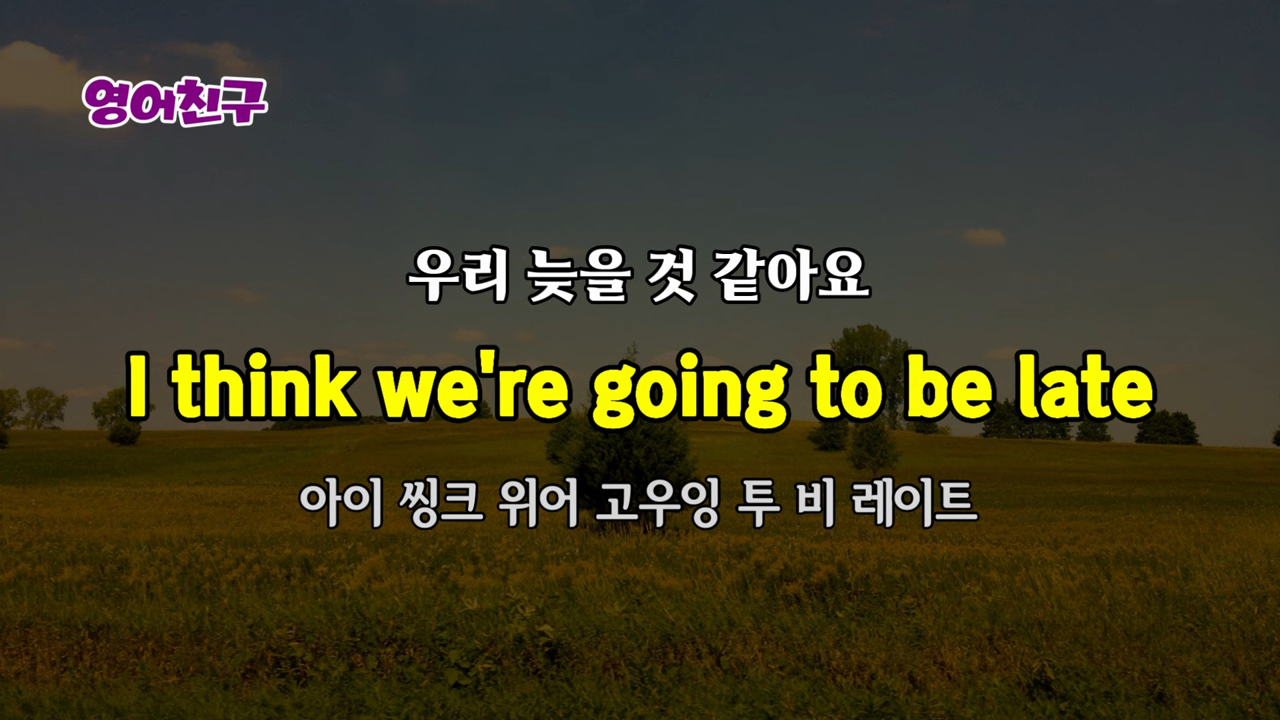 영어친구
우리 늦을 것 같아요
I think we're going to be late
아이 씽크 위어 고우잉 투 비 레이트